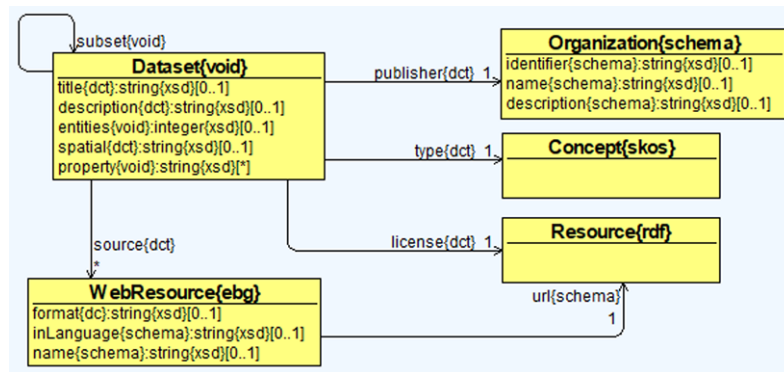 subset{void}
Dataset{void}
title{dct}:string{xsd}[0..1]
description{dct}:string{xsd}[0..1]
entities{void}:integer{xsd}[0..1]
spatial{dct}:string{xsd}[0..1]
property{void}:string{xsd}[*]
publisher{dct} 1
Organization{schema}
identifier{schema}:string{xsd}[0..1]
name{schema}:string{xsd}[0..1]
description{schema}:string{xsd}[0..1]
type{dct} 1
Concept{skos}
license{dct} 1
Resource{rdf}
source{dct}
*
WebResource{ebg}
format{dc}:string{xsd}[0..1]
inLanguage{schema}:string{xsd}[0..1]
name{schema}:string{xsd}[0..1]
url{schema}
1